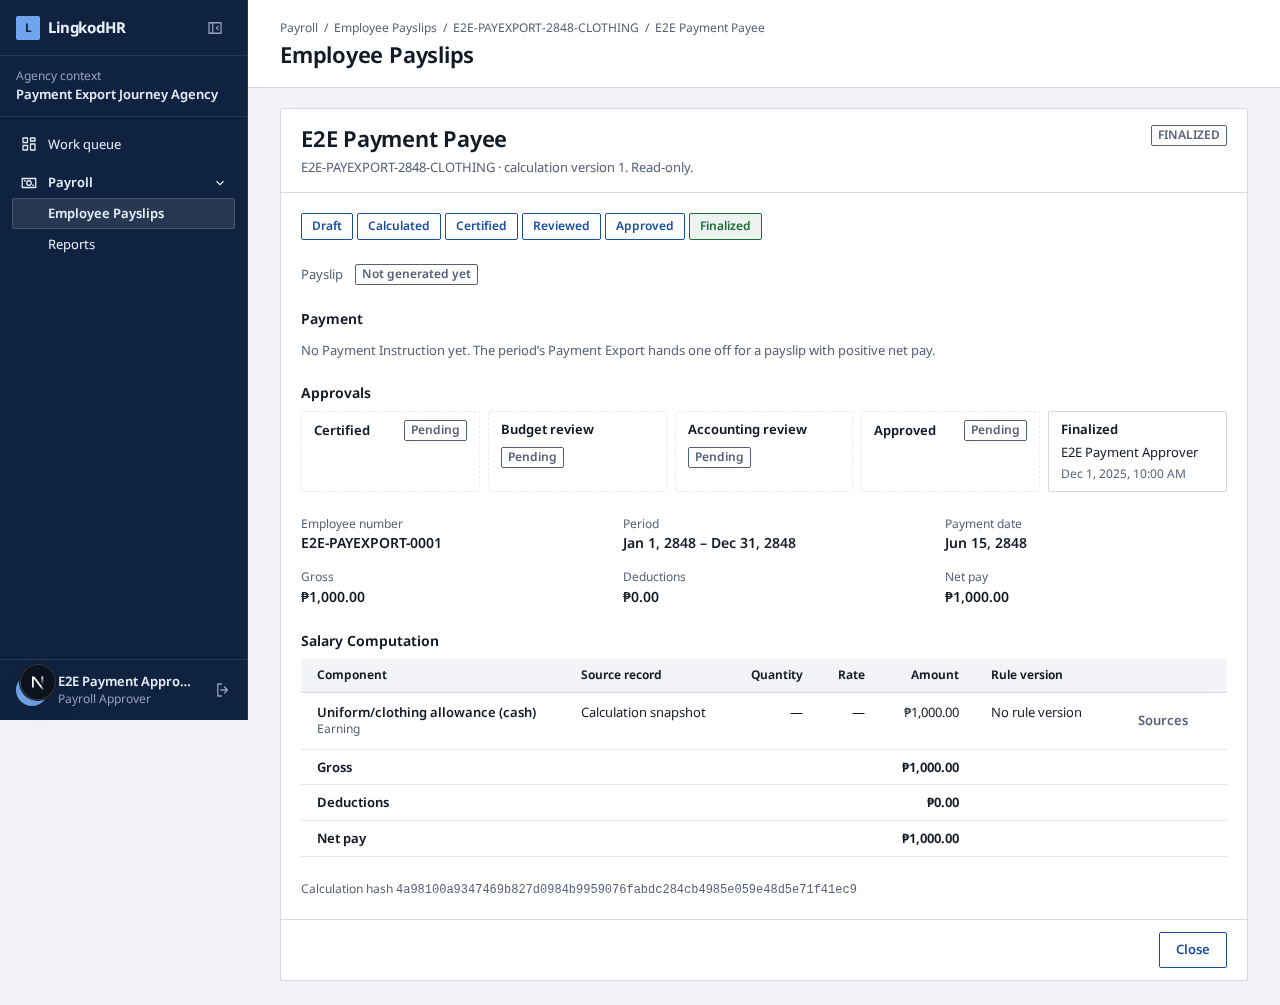 L LingkodHR
Agency context
Payment Export Journey Agency
Work queue
Payroll
Employee Payslips
Reports
N E2E Payment Appro...
Payroll Approver
Payroll / Employee Payslips / E2E-PAYEXPORT-2848-CLOTHING / E2E Payment Payee
Employee Payslips
E2E Payment Payee FINALIZED
E2E-PAYEXPORT-2848-CLOTHING · calculation version 1. Read-only.
Draft Calculated Certified Reviewed Approved Finalized
Payslip Not generated yet
Payment
No Payment Instruction yet. The period’s Payment Export hands one off for a payslip with positive net pay.
Approvals
Certified Pending
Budget review
Pending
Accounting review
Pending
Approved Pending
Finalized
E2E Payment Approver
Dec 1, 2025, 10:00 AM
Employee number Period Payment date
E2E-PAYEXPORT-0001 Jan 1, 2848 – Dec 31, 2848 Jun 15, 2848
Gross Deductions Net pay
₱1,000.00 ₱0.00 ₱1,000.00
Salary Computation
Component Source record Quantity Rate Amount Rule version
Uniform/clothing allowance (cash) Calculation snapshot — — ₱1,000.00 No rule version Sources
Earning
Gross ₱1,000.00
Deductions ₱0.00
Net pay ₱1,000.00
Calculation hash 4a98100a9347469b827d0984b9959076fabdc284cb4985e059e48d5e71f41ec9
Close